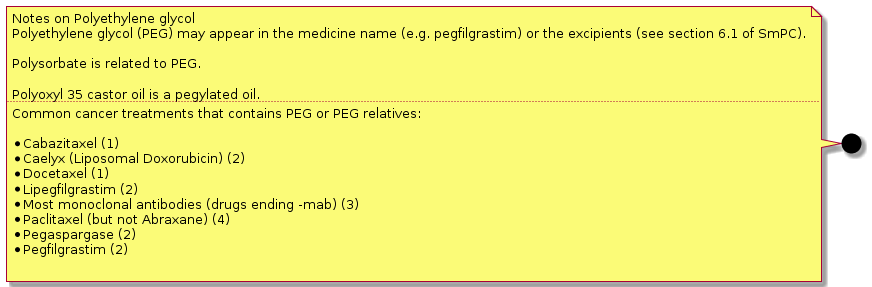 Notes on Polyethylene glycol
Polyethylene glycol (PEG) may appear in the medicine name (e.g. pegfilgrastim) or the excipients (see section 6.1 of SmPC).
Polysorbate is related to PEG.
Polyoxyl 35 castor oil is a pegylated oil.
Common cancer treatments that contains PEG or PEG relatives:
• Cabazitaxel (1)
• Caelyx (Liposomal Doxorubicin) (2)
• Docetaxel (1)
• Lipegfilgrastim (2)
• Most monoclonal antibodies (drugs ending -mab) (3)
• Paclitaxel (but not Abraxane) (4)
• Pegaspargase (2)
• Pegfilgrastim (2)